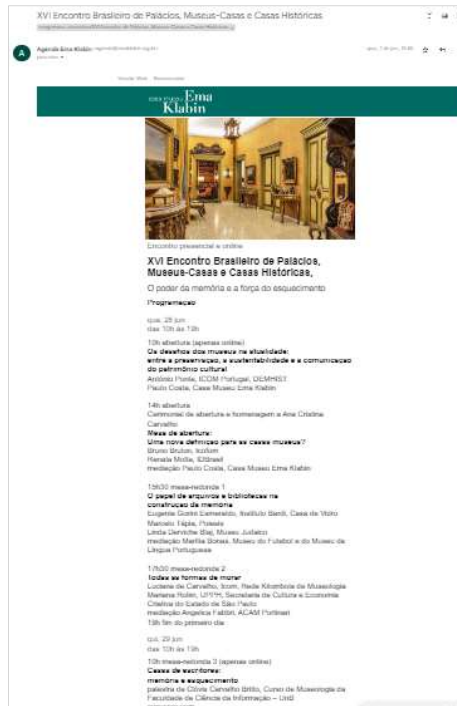 XVI Encontro Brasileiro de Palácios, Museus-Casas e Casas Históricas
A
Agenda Ema Klabin
Ema
Klabin
Encontro presencial e online
XVI Encontro Brasileiro de Palácios,
Museus-Casas e Casas Históricas,
O poder da memória e a força do esquecimento
Programação
qua, 28 jun
das 10h às 19h
10h abertura (apenas online)
Os desafios dos museus na atualidade:
entre a preservação, a sustentabilidade e a comunicação
do patrimônio cultural
António Ponte, ICOM Portugal, DEMHIST
Paulo Costa, Casa Museu Ema Klabin
14h abertura
Cerimonial de abertura e homenagem a Ana Cristina
Carvalho
Mesa de abertura:
Uma nova definição para as casas museus?
Bruno Brulon,
Renata Motta,
mediação Paulo Costa, Casa Museu Ema Klabin
15h30 mesa-redonda 1
O papel de arquivos e bibliotecas na
construção da memória
Eugenia Gorini Esmeraldo, Instituto Bardi, Casa de Vidro
Marcelo Tápia, Poiesis
Linda Derviche Blaj, Museu Judaico
mediação Marília Bonas, Museu do Futebol e do Museu da
Língua Portuguesa
17h30 mesa-redonda 2
Todas as formas de morar
Luciana de Carvalho, Icom, Rede Kilombola de Museologia
Mariana Rolim, UPPH, Secretaria de Cultura e Economia
Criativa do Estado de São Paulo
mediação Angelica Fabbri, ACAM Portinari
19h fim do primeiro dia
qui, 29 jun
das 10h às 19h
10h mesa-redonda 3 (apenas online)
Casas de escritores:
memória e esquecimento
palestra de Clovis Carvalho Britto, Curso de Museologia da
Faculdade de Ciência da Informação – UnB